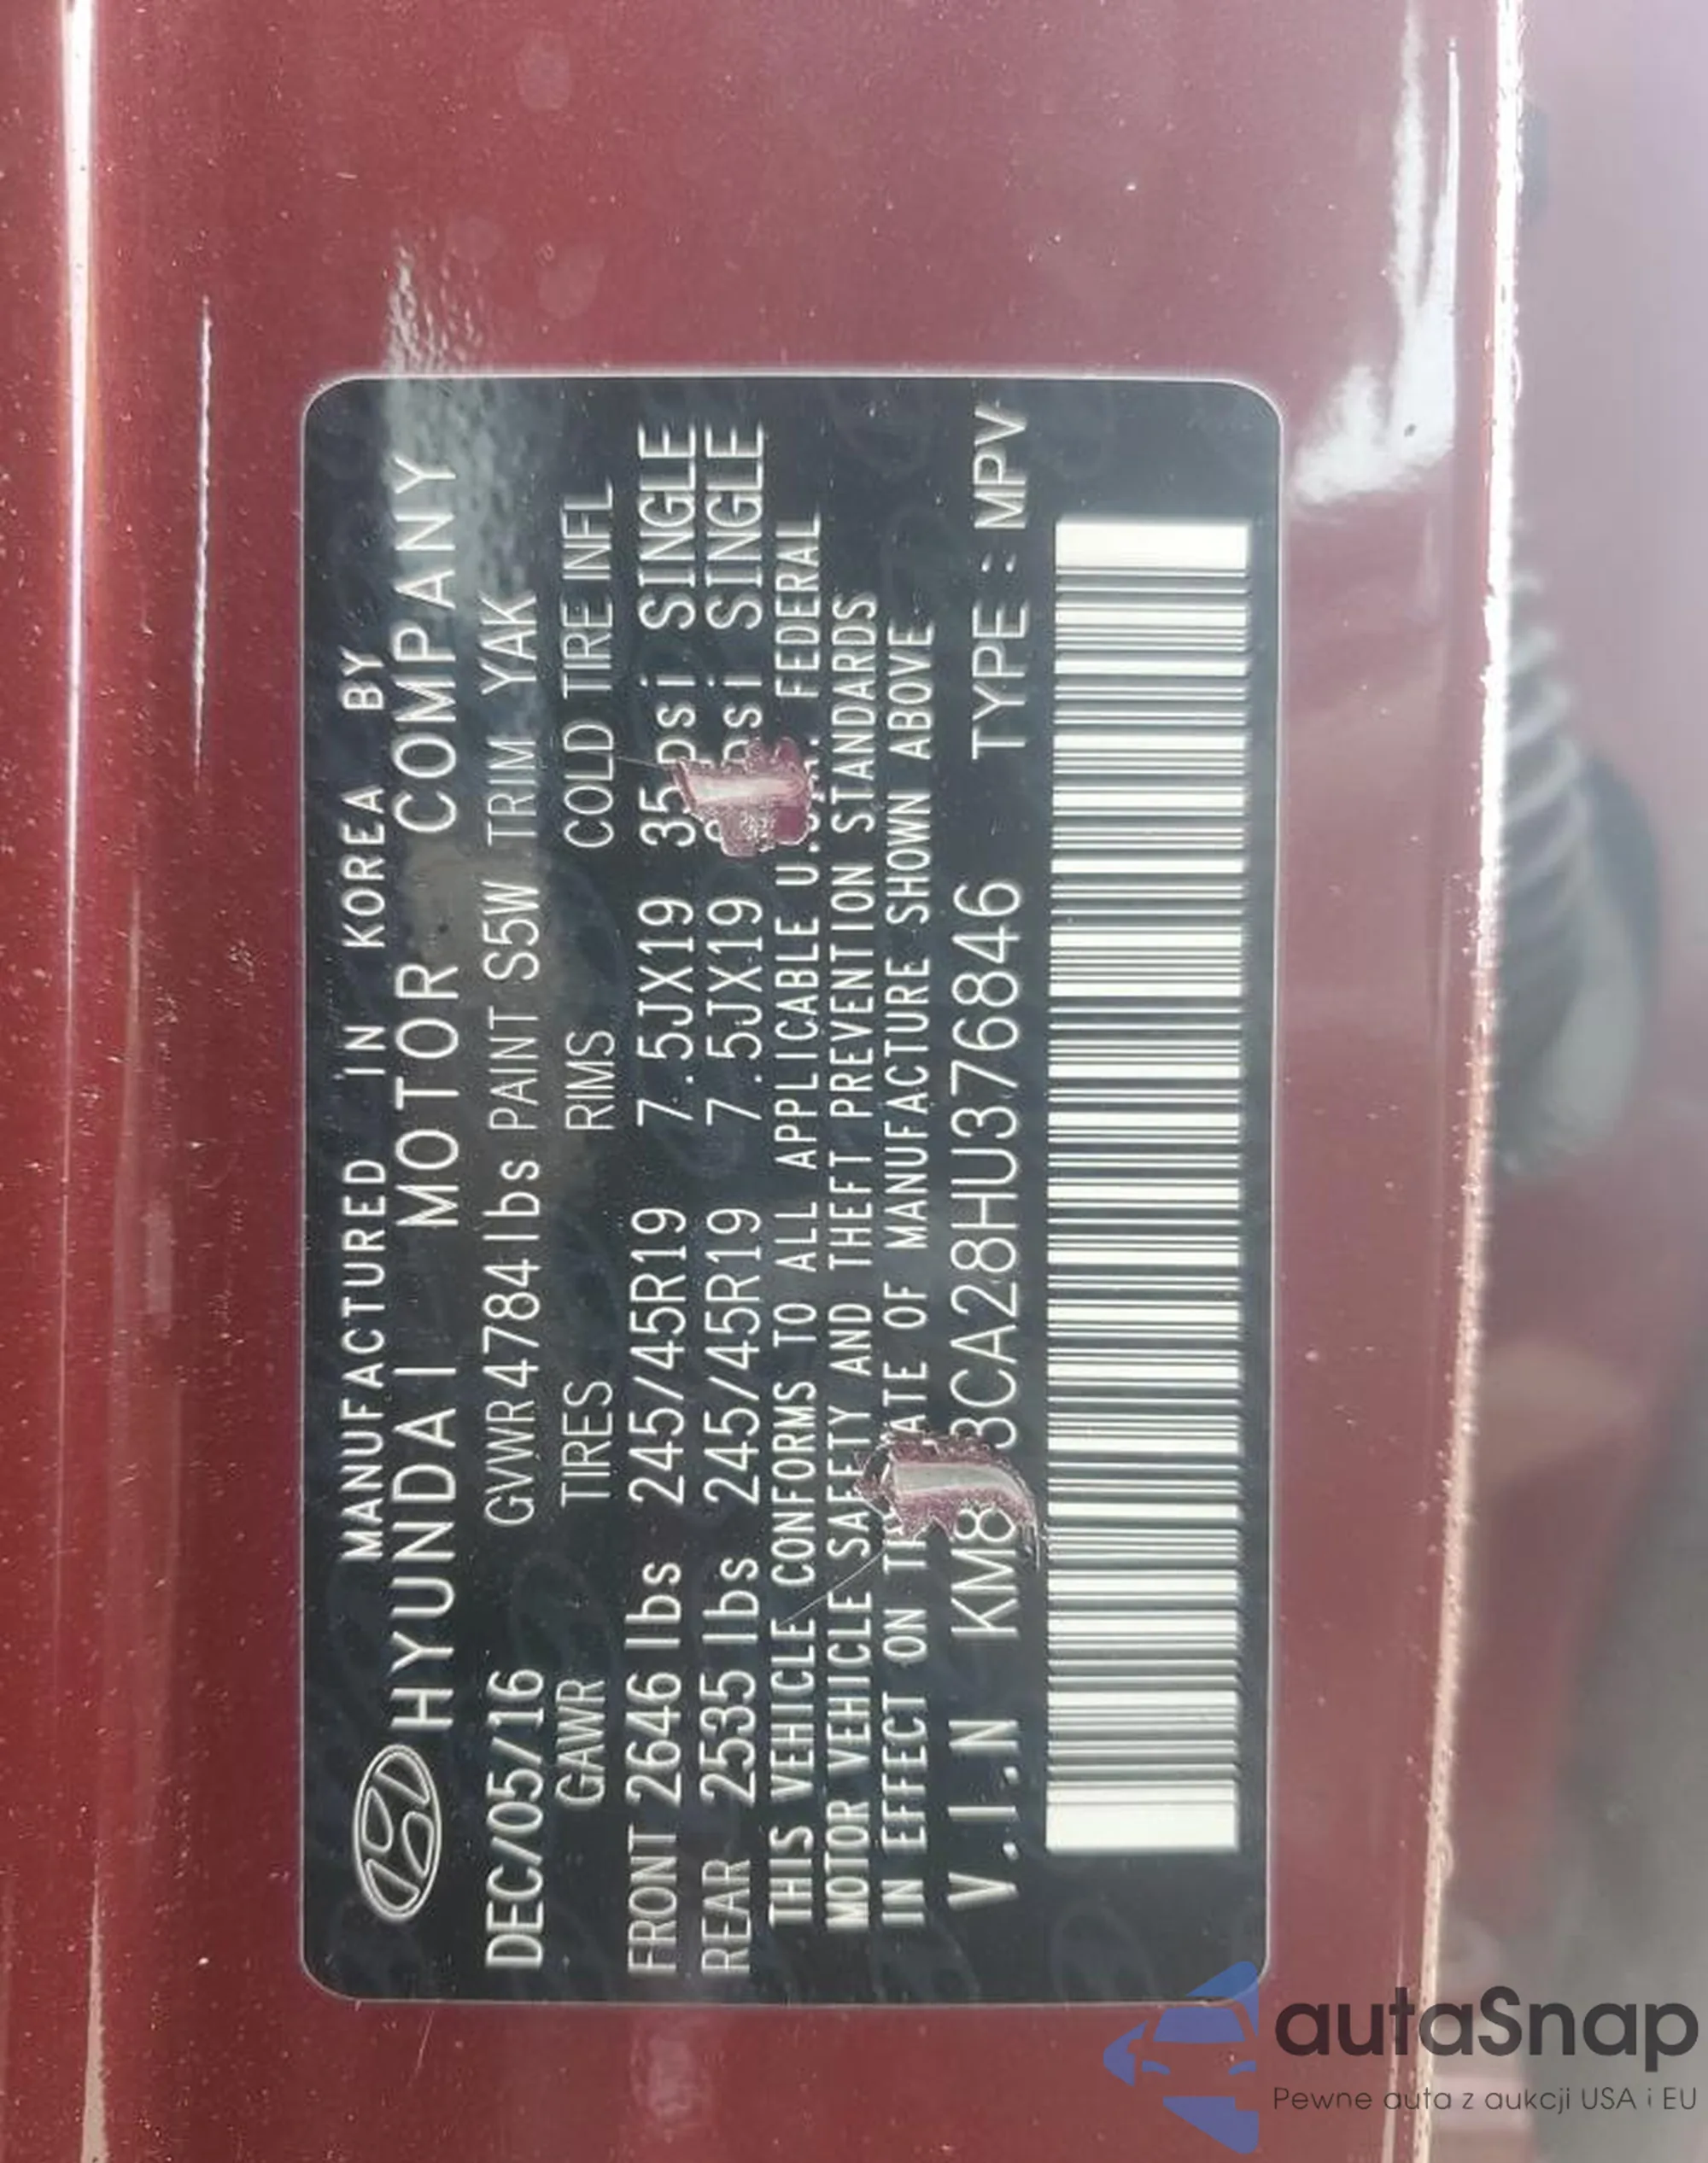 MANUFACTURED IN KOREA BY
HYUNDAI MOTOR COMPANY
DEC/05/16 GVWR 4784 lbs PAINT S5W TRIM YAK
GAWR TIRES RIMS COLD TIRE INFL
FRONT 2646 lbs 245/45R19 7.5JX19 35 psi SINGLE
REAR 2535 lbs 245/45R19 7.5JX19 SINGLE
THIS VEHICLE CONFORMS TO ALL APPLICABLE FEDERAL
MOTOR VEHICLE SAFETY AND THEFT PREVENTION STANDARDS
IN EFFECT ON OF MANUFACTURE SHOWN ABOVE
V.I.N TYPE : MPV
autaSnap
Pewne auta z aukcji USA i EU